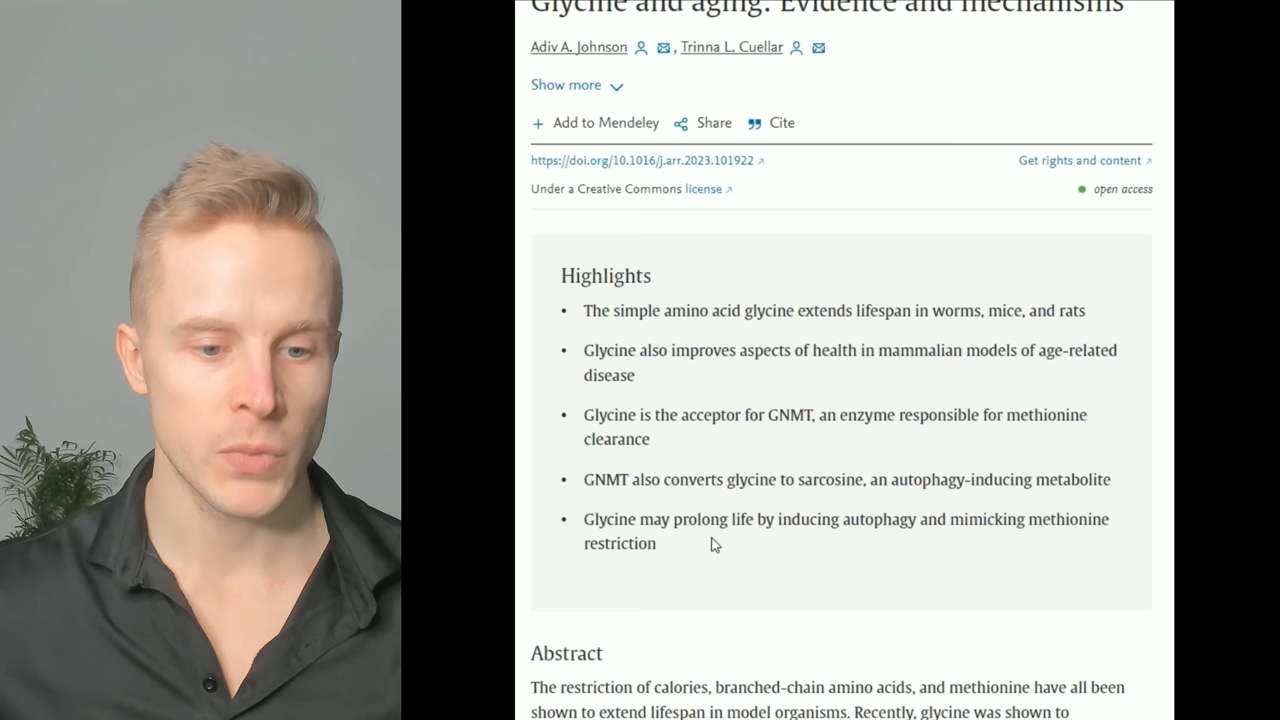 Glycine and aging: Evidence and mechanisms
Adiv A. Johnson , Trinna L. Cuellar
Show more
+ Add to Mendeley Share Cite
https://doi.org/10.1016/j.arr.2023.101922 ↗ Get rights and content ↗
Under a Creative Commons license ↗ ● open access
Highlights
• The simple amino acid glycine extends lifespan in worms, mice, and rats
• Glycine also improves aspects of health in mammalian models of age-related
disease
• Glycine is the acceptor for GNMT, an enzyme responsible for methionine
clearance
• GNMT also converts glycine to sarcosine, an autophagy-inducing metabolite
• Glycine may prolong life by inducing autophagy and mimicking methionine
restriction
Abstract
The restriction of calories, branched-chain amino acids, and methionine have all been
shown to extend lifespan in model organisms. Recently, glycine was shown to